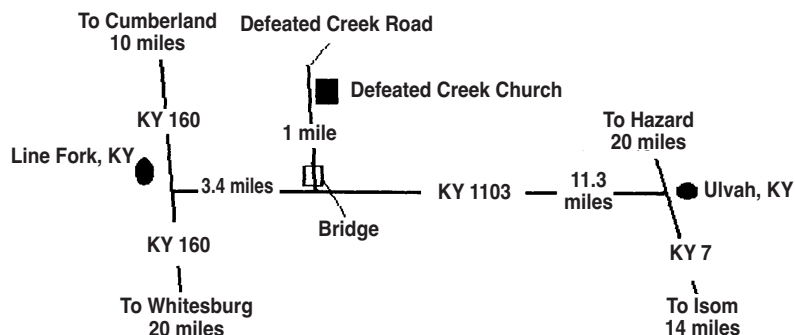 To Cumberland
10 miles
Defeated Creek Road
Defeated Creek Church
KY 160
1 mile
To Hazard
20 miles
Line Fork, KY
3.4 miles
KY 1103
11.3
miles
Ulvah, KY
Bridge
KY 160
KY 7
To Whitesburg
20 miles
To Isom
14 miles